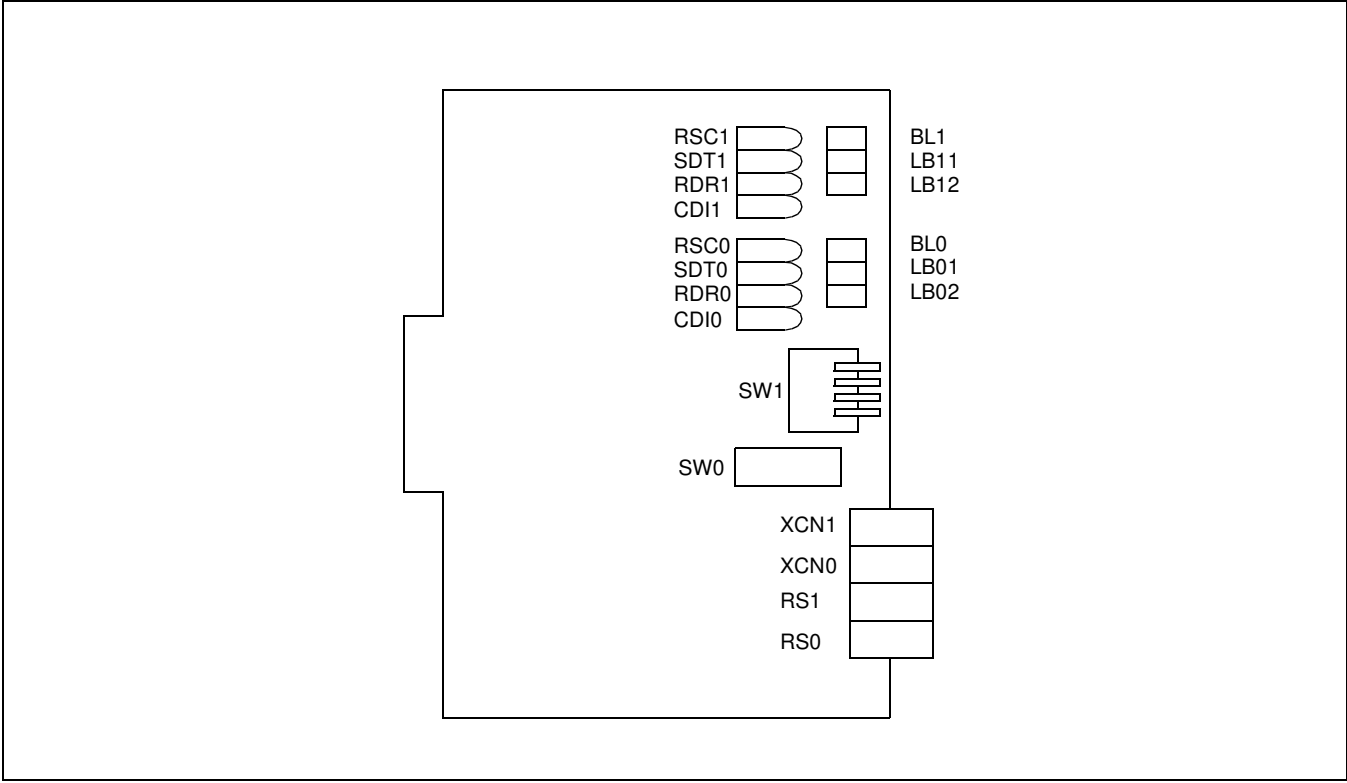 RSC1 BL1
SDT1 LB11
RDR1 LB12
CDI1
RSC0 BL0
SDT0 LB01
RDR0 LB02
CDI0
SW1
SW0
XCN1
XCN0
RS1
RS0